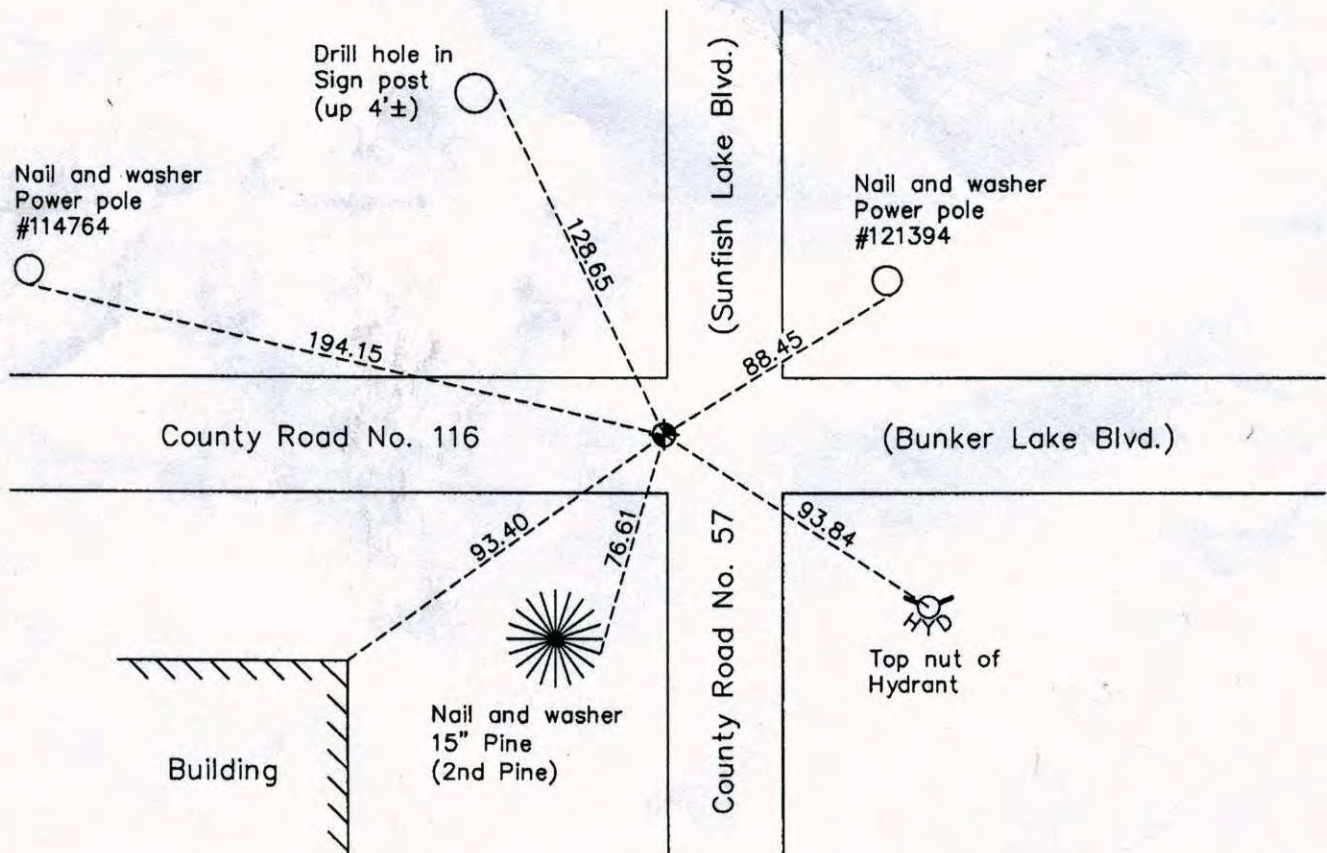 Drill hole in
Sign post
(up 4'±)
(Sunfish Lake Blvd.)
Nail and washer
Power pole
#114764
Nail and washer
Power pole
#121394
128.65
194.15
88.45
County Road No. 116
(Bunker Lake Blvd.)
93.40
76.61
93.84
County Road No. 57
HYD
Top nut of
Hydrant
Nail and washer
15" Pine
(2nd Pine)
Building